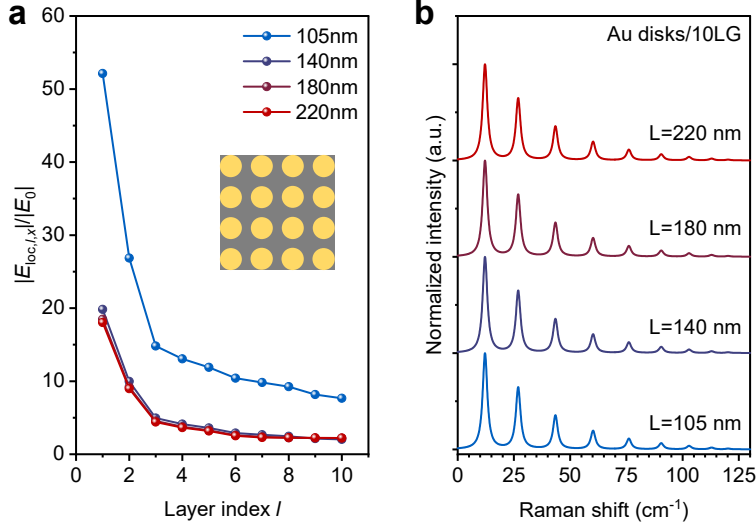 a
60
50
40
30
20
10
0
0
2
4
6
8
10
|E_loc,l,x|/|E_0|
Layer index l
105nm
140nm
180nm
220nm
b
Au disks/10LG
L=220 nm
L=180 nm
L=140 nm
L=105 nm
Normalized intensity (a.u.)
0
25
50
75
100
125
Raman shift (cm⁻¹)